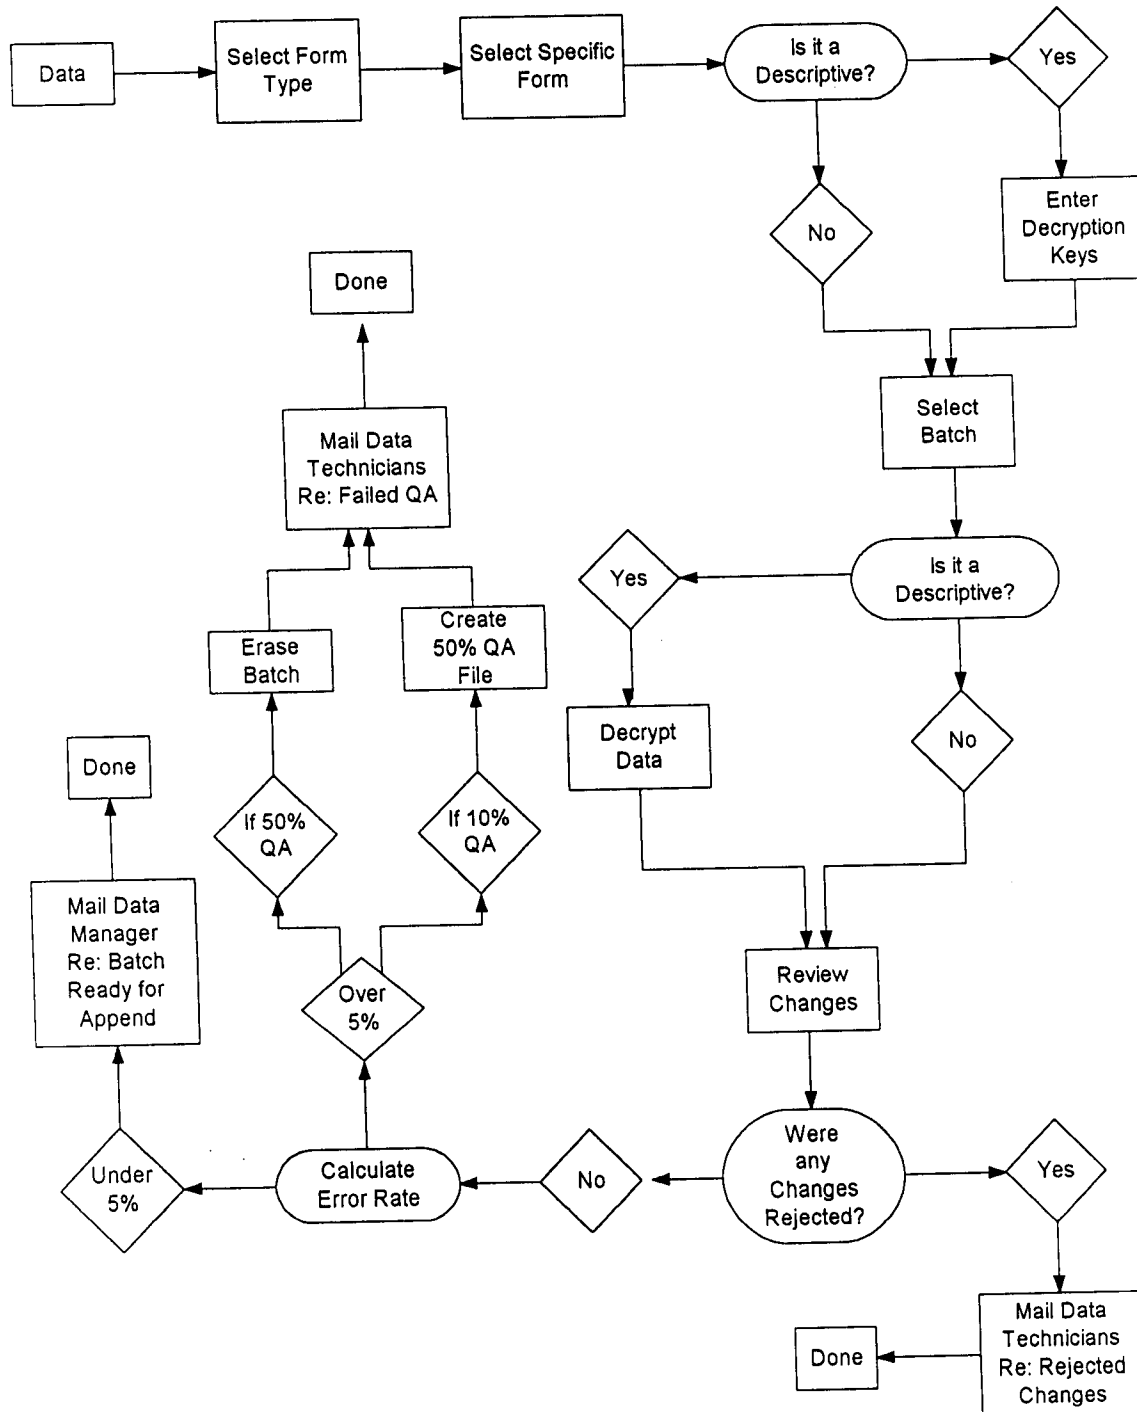 Data
Select Form
Type
Select Specific
Form
Is it a
Descriptive?
Yes
No
Enter
Decryption
Keys
Done
Select
Batch
Mail Data
Technicians
Re: Failed QA
Is it a
Descriptive?
Yes
Erase
Batch
Create
50% QA
File
No
Decrypt
Data
Done
If 50%
QA
If 10%
QA
Mail Data
Manager
Re: Batch
Ready for
Append
Over
5%
Review
Changes
Under
5%
Calculate
Error Rate
No
Were
any
Changes
Rejected?
Yes
Done
Mail Data
Technicians
Re: Rejected
Changes